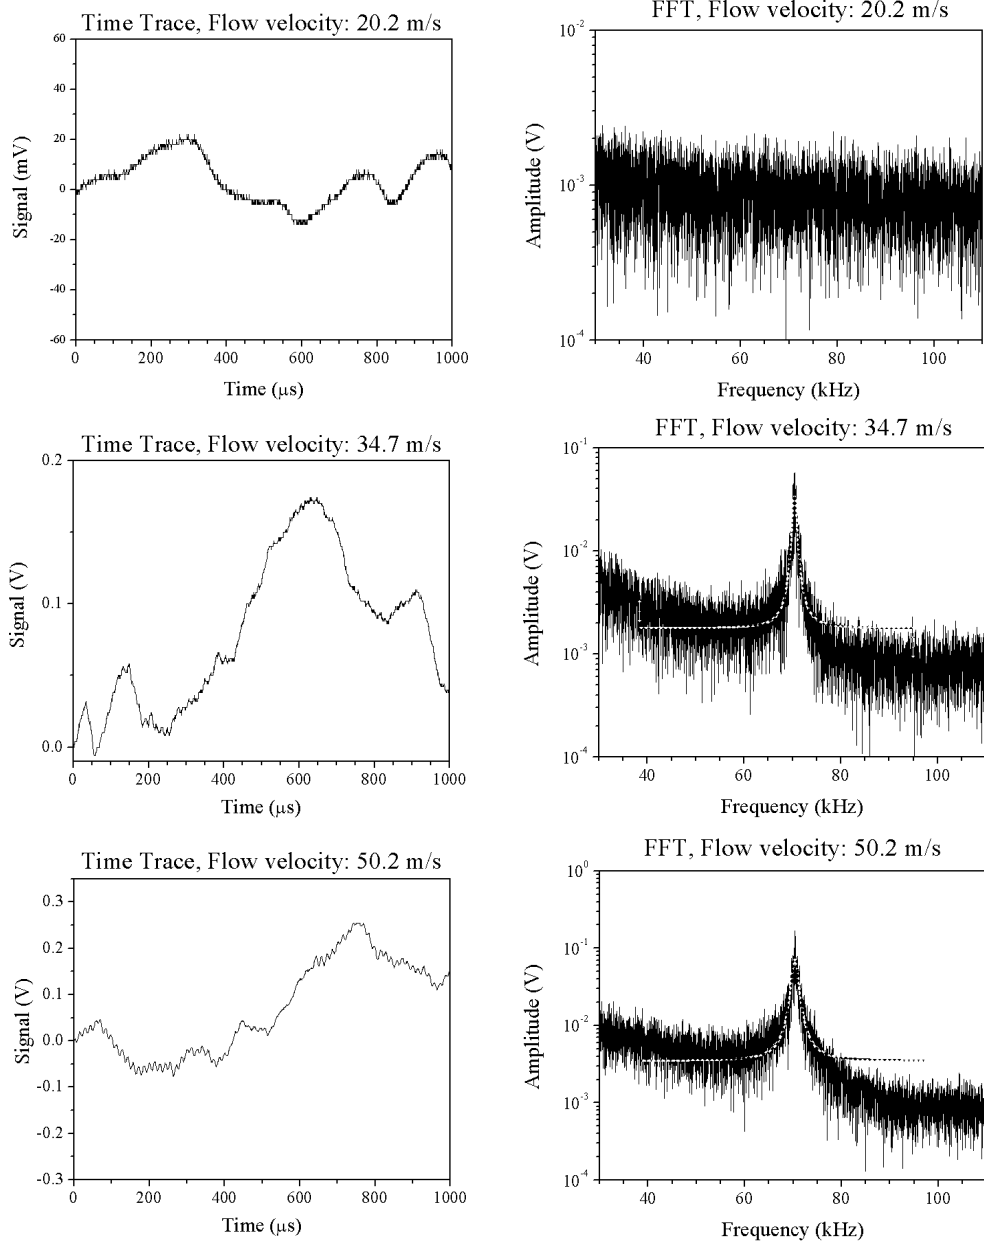 Time Trace, Flow velocity: 20.2 m/s
60
40
20
0
-20
-40
-60
Signal (mV)
0 200 400 600 800 1000
Time (μs)
FFT, Flow velocity: 20.2 m/s
10⁻²
10⁻³
10⁻⁴
Amplitude (V)
40 60 80 100
Frequency (kHz)
Time Trace, Flow velocity: 34.7 m/s
0.2
0.1
0.0
Signal (V)
0 200 400 600 800 1000
Time (μs)
FFT, Flow velocity: 34.7 m/s
10⁻¹
10⁻²
10⁻³
10⁻⁴
Amplitude (V)
40 60 80 100
Frequency (kHz)
Time Trace, Flow velocity: 50.2 m/s
0.3
0.2
0.1
0.0
-0.1
-0.2
-0.3
Signal (V)
0 200 400 600 800 1000
Time (μs)
FFT, Flow velocity: 50.2 m/s
10⁰
10⁻¹
10⁻²
10⁻³
10⁻⁴
Amplitude (V)
40 60 80 100
Frequency (kHz)